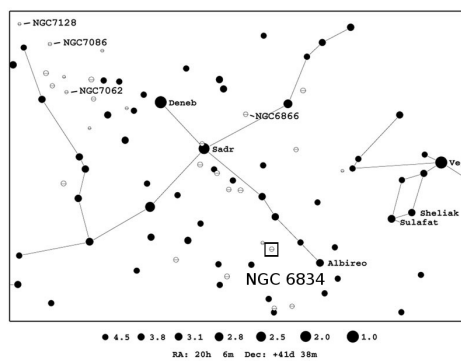 NGC7128
NGC7086
NGC7062
Deneb
NGC6866
Sadr
Ve
Sheliak
Sulafat
Albireo
NGC 6834
4.5 3.8 3.1 2.8 2.5 2.0 1.0
RA: 20h 6m Dec: +41d 38m